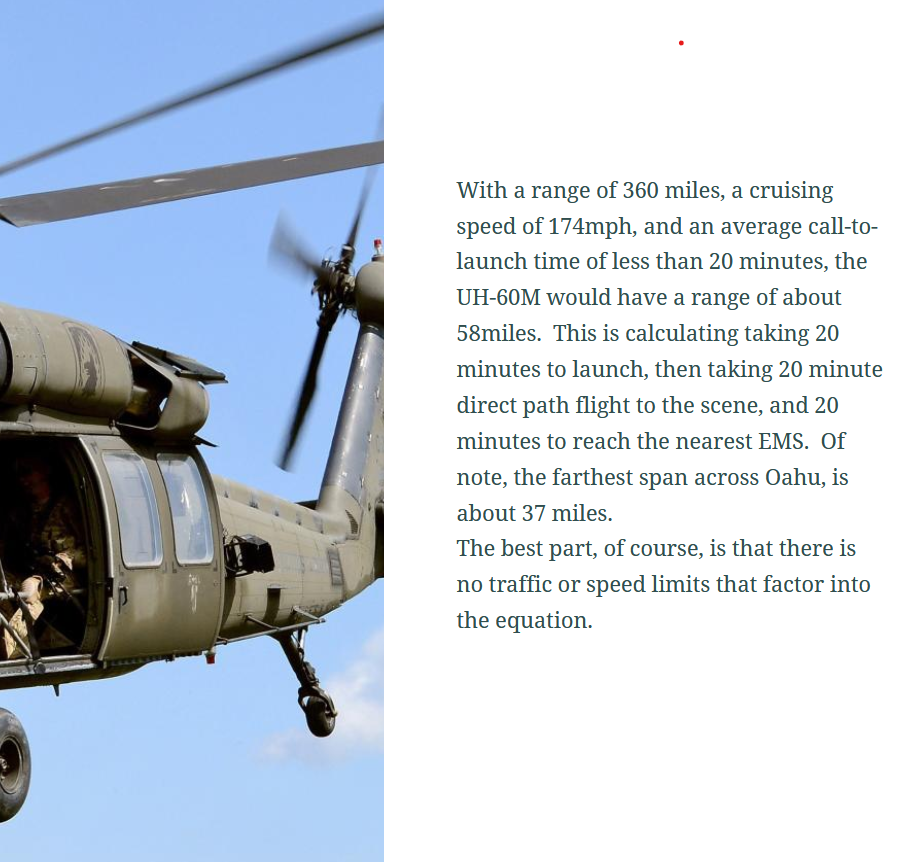 With a range of 360 miles, a cruising
speed of 174mph, and an average call-to-
launch time of less than 20 minutes, the
UH-60M would have a range of about
58miles.  This is calculating taking 20
minutes to launch, then taking 20 minute
direct path flight to the scene, and 20
minutes to reach the nearest EMS.  Of
note, the farthest span across Oahu, is
about 37 miles.
The best part, of course, is that there is
no traffic or speed limits that factor into
the equation.